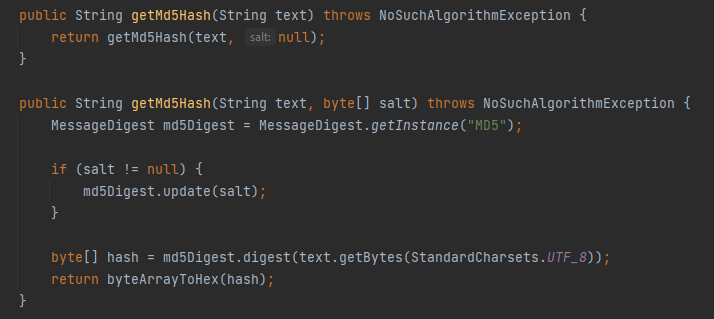 public String getMd5Hash(String text) throws NoSuchAlgorithmException {
    return getMd5Hash(text, salt: null);
}
public String getMd5Hash(String text, byte[] salt) throws NoSuchAlgorithmException {
    MessageDigest md5Digest = MessageDigest.getInstance("MD5");
    if (salt != null) {
        md5Digest.update(salt);
    }
    byte[] hash = md5Digest.digest(text.getBytes(StandardCharsets.UTF_8));
    return byteArrayToHex(hash);
}